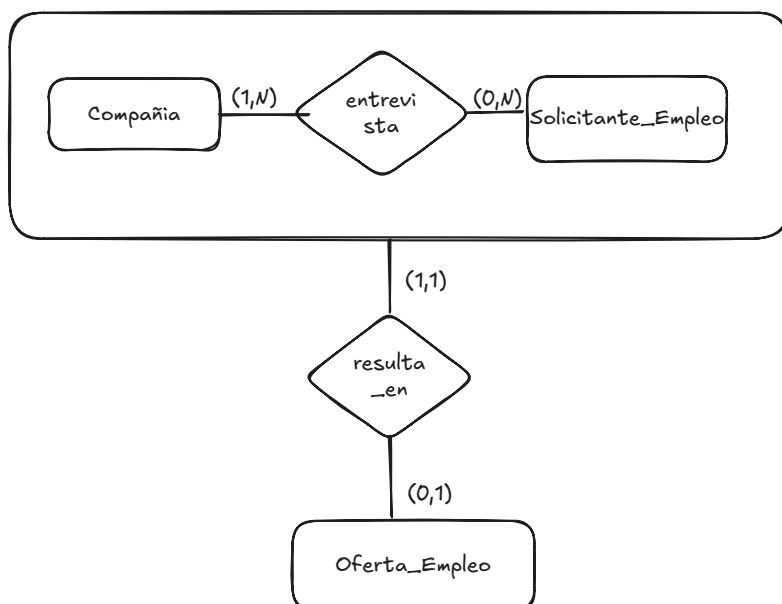 Compañia
(1,N)
entrevi
sta
(0,N)
Solicitante_Empleo
(1,1)
resulta
_en
(0,1)
Oferta_Empleo